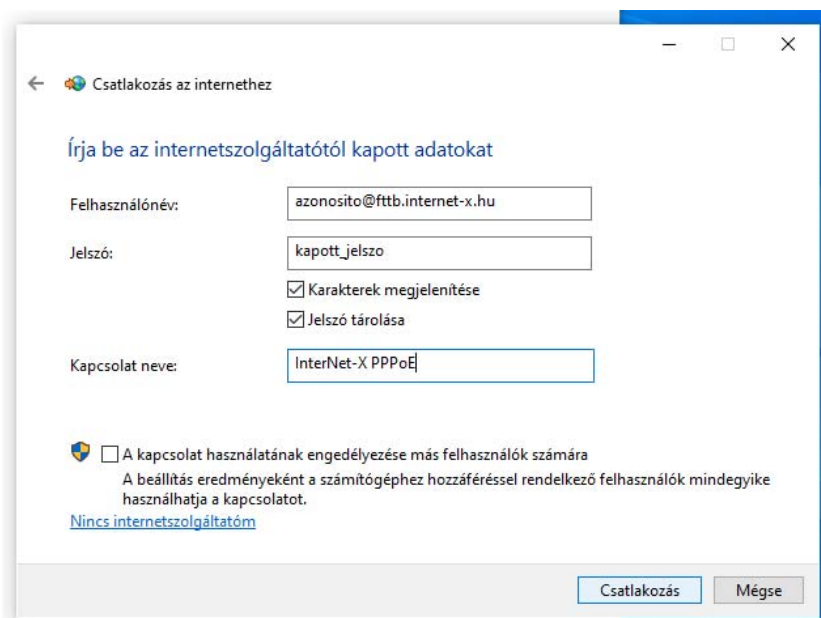 Csatlakozás az internethez
Írja be az internetszolgáltatótól kapott adatokat
Felhasználónév: azonosito@fttb.internet-x.hu
Jelszó: kapott_jelszo
Karakterek megjelenítése
Jelszó tárolása
Kapcsolat neve: InterNet-X PPPoE
A kapcsolat használatának engedélyezése más felhasználók számára
A beállítás eredményeként a számítógéphez hozzáféréssel rendelkező felhasználók mindegyike
használhatja a kapcsolatot.
Nincs internetszolgáltatóm
Csatlakozás Mégse